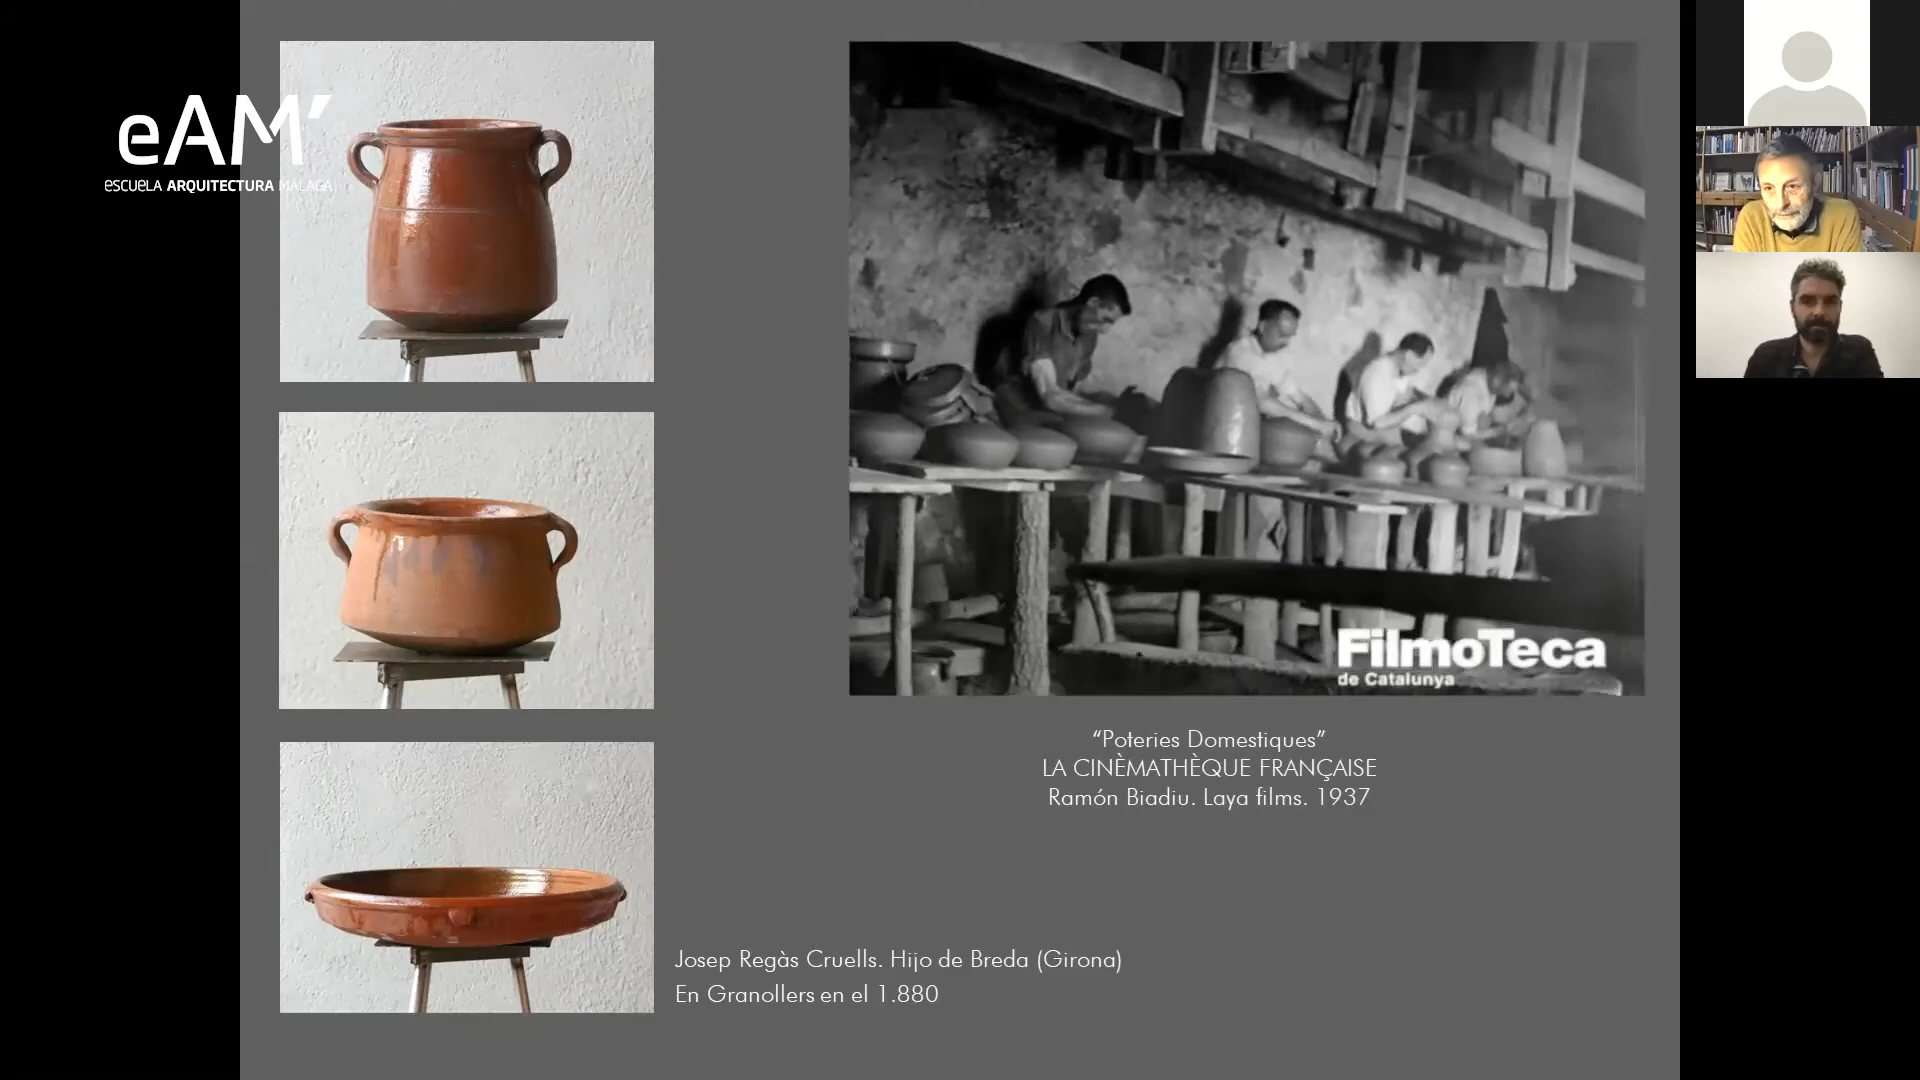 eAM'
escuela ARQUITECTURA MÁLAGA
FilmoTeca
de Catalunya
“Poteries Domestiques”
LA CINÈMATHÈQUE FRANÇAISE
Ramón Biadiu. Laya films. 1937
Josep Regàs Cruells. Hijo de Breda (Girona)
En Granollers en el 1.880